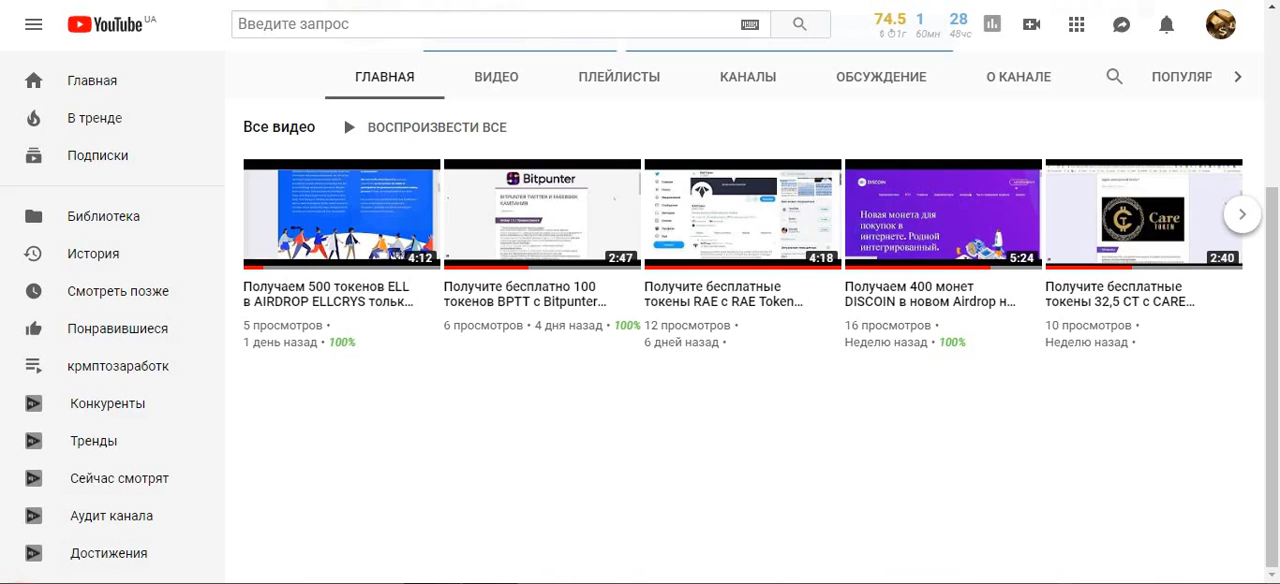 YouTube UA
Введите запрос
74.5 1 28
1г 60мн 48чс
Главная
В тренде
Подписки
Библиотека
История
Смотреть позже
Понравившиеся
крмптозаработк
Конкуренты
Тренды
Сейчас смотрят
Аудит канала
Достижения
ГЛАВНАЯ ВИДЕО ПЛЕЙЛИСТЫ КАНАЛЫ ОБСУЖДЕНИЕ О КАНАЛЕ ПОПУЛЯР
Все видео ВОСПРОИЗВЕСТИ ВСЕ
4:12
Получаем 500 токенов ELL
в AIRDROP ELLCRYS тольк...
5 просмотров •
1 день назад • 100%
Bitpunter
BITPUNTER TWITTER И МЕБВИЕК
КАМПАНИЯ
2:47
Получите бесплатно 100
токенов BPTT с Bitpunter...
6 просмотров • 4 дня назад • 100%
4:18
Получите бесплатные
токены RAE с RAE Token...
12 просмотров •
6 дней назад •
DISCOIN
Новая монета для
покупок в
интернете. Родной
интегрированный.
5:24
Получаем 400 монет
DISCOIN в новом Airdrop н...
16 просмотров •
Неделю назад • 100%
Care
TOKEN
2:40
Получите бесплатные
токены 32,5 CT с CARE...
10 просмотров •
Неделю назад •